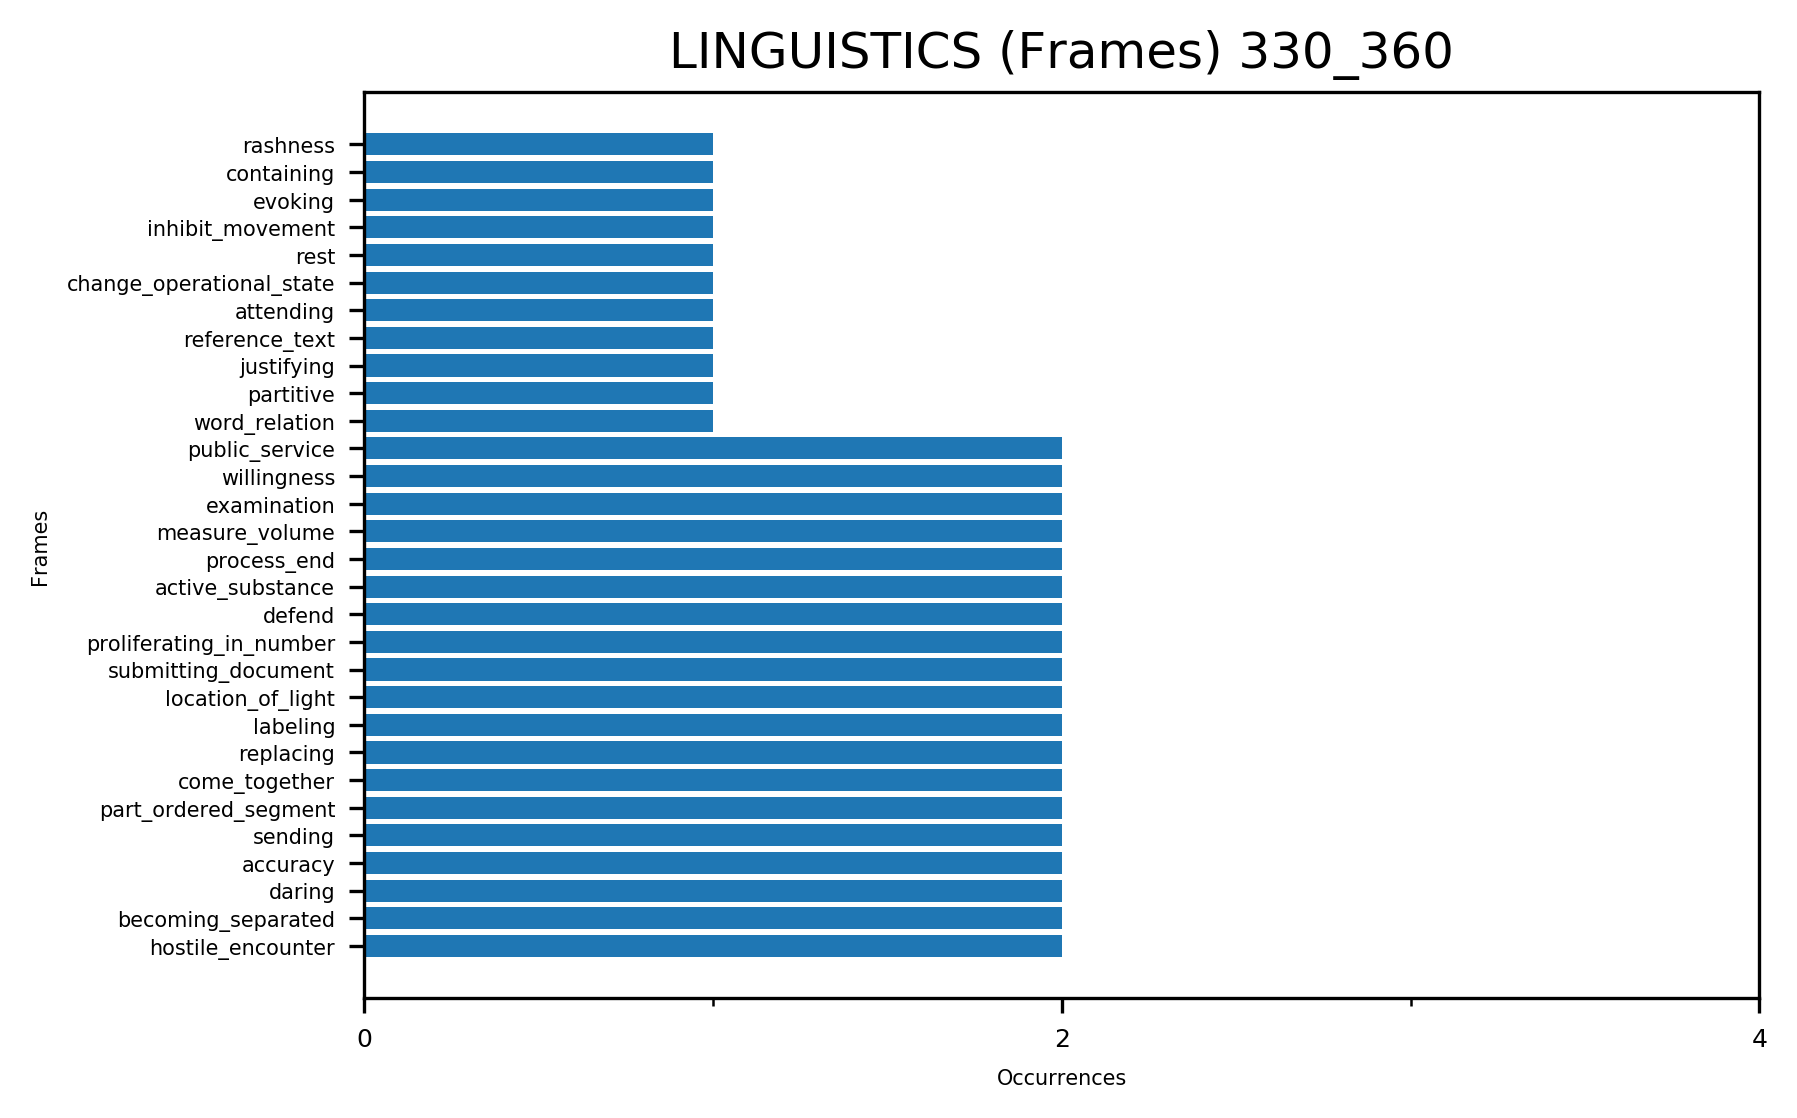 LINGUISTICS (Frames) 330_360
rashness
containing
evoking
inhibit_movement
rest
change_operational_state
attending
reference_text
justifying
partitive
word_relation
public_service
willingness
examination
measure_volume
process_end
active_substance
defend
proliferating_in_number
submitting_document
location_of_light
labeling
replacing
come_together
part_ordered_segment
sending
accuracy
daring
becoming_separated
hostile_encounter
Frames
0 2 4
Occurrences